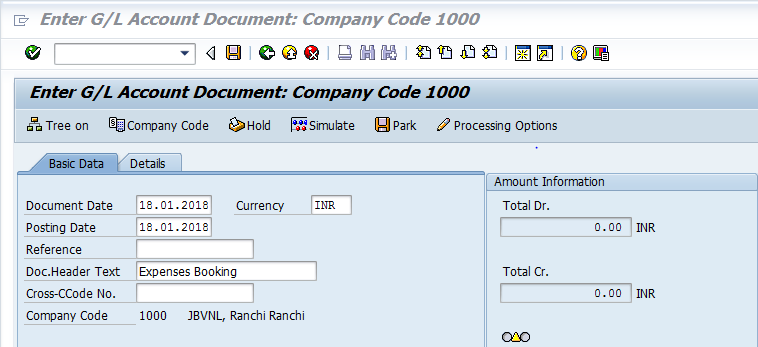 Enter G/L Account Document: Company Code 1000
Enter G/L Account Document: Company Code 1000
Tree on Company Code Hold Simulate Park Processing Options
Basic Data Details
Amount Information
Document Date 18.01.2018 Currency INR
Total Dr.
Posting Date 18.01.2018
0.00 INR
Reference
Doc.Header Text Expenses Booking
Total Cr.
Cross-CCode No.
0.00 INR
Company Code 1000 JBVNL, Ranchi Ranchi